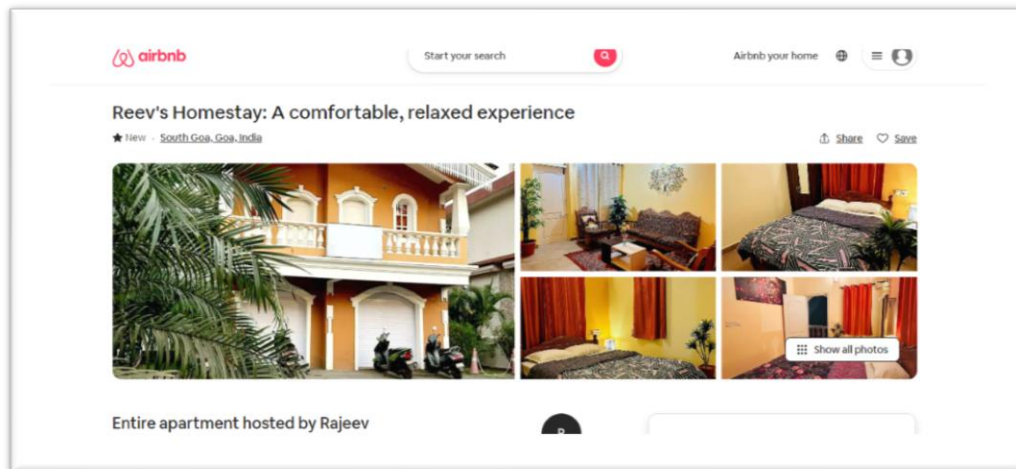 airbnb
Start your search
Airbnb your home
Reev's Homestay: A comfortable, relaxed experience
★ New · South Goa, Goa, India
Share Save
Show all photos
Entire apartment hosted by Rajeev